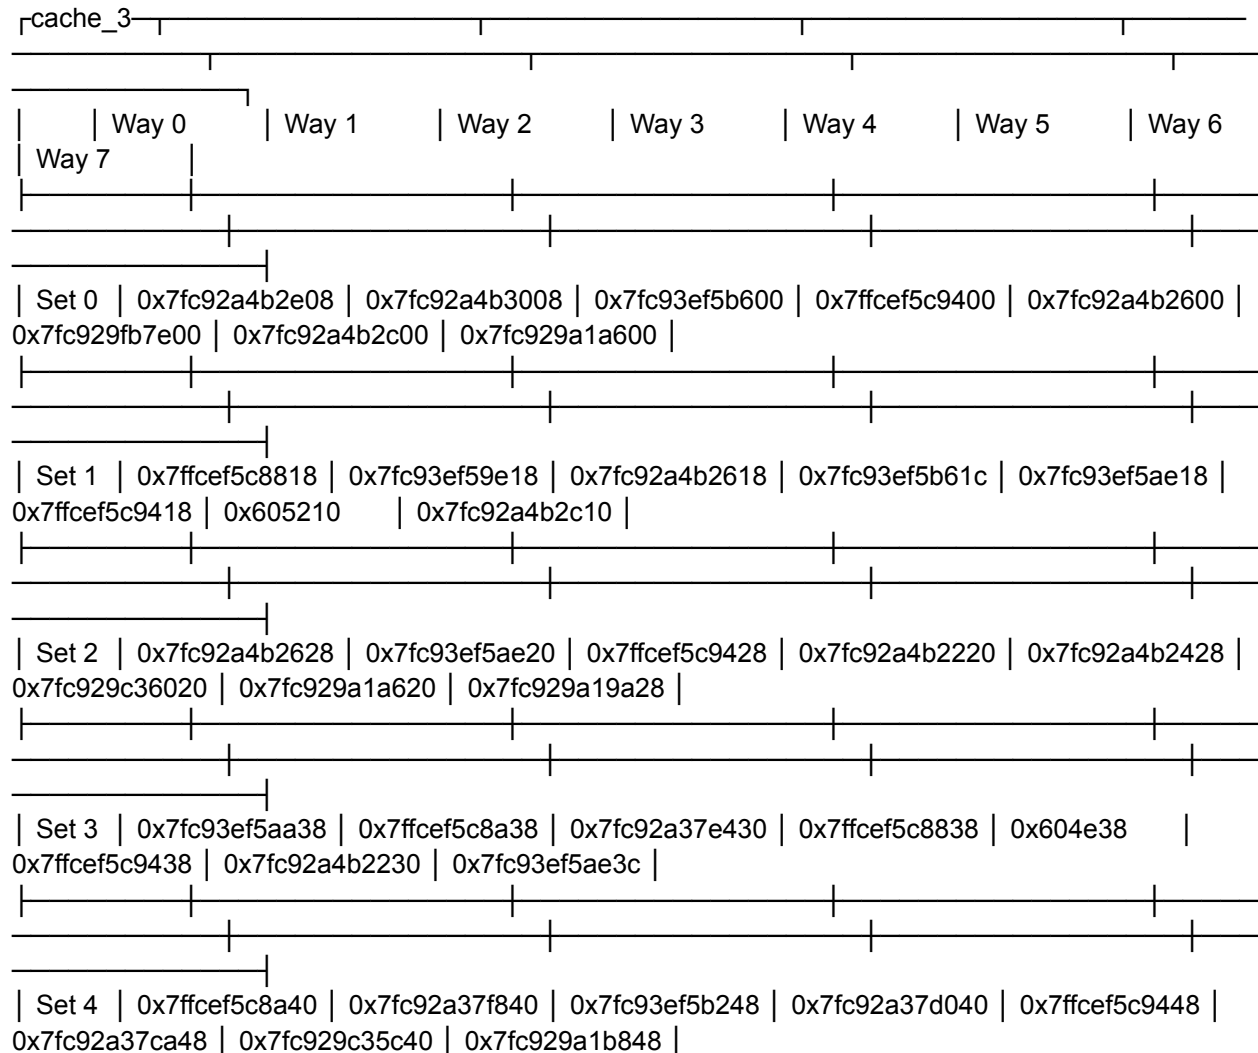 ┌cache_3─┬─────────────────┬─────────────────┬─────────────────┬──────
───────────┬─────────────────┬─────────────────┬─────────────────┬────
─────────────┐
│ │ Way 0 │ Way 1 │ Way 2 │ Way 3 │ Way 4 │ Way 5 │ Way 6
│ Way 7 │
├─────────┼─────────────────┼─────────────────┼─────────────────┼─────
────────────┼─────────────────┼─────────────────┼─────────────────┼───
──────────────┤
│ Set 0 │ 0x7fc92a4b2e08 │ 0x7fc92a4b3008 │ 0x7fc93ef5b600 │ 0x7ffcef5c9400 │ 0x7fc92a4b2600 │
0x7fc929fb7e00 │ 0x7fc92a4b2c00 │ 0x7fc929a1a600 │
├─────────┼─────────────────┼─────────────────┼─────────────────┼─────
────────────┼─────────────────┼─────────────────┼─────────────────┼───
──────────────┤
│ Set 1 │ 0x7ffcef5c8818 │ 0x7fc93ef59e18 │ 0x7fc92a4b2618 │ 0x7fc93ef5b61c │ 0x7fc93ef5ae18 │
0x7ffcef5c9418 │ 0x605210 │ 0x7fc92a4b2c10 │
├─────────┼─────────────────┼─────────────────┼─────────────────┼─────
────────────┼─────────────────┼─────────────────┼─────────────────┼───
──────────────┤
│ Set 2 │ 0x7fc92a4b2628 │ 0x7fc93ef5ae20 │ 0x7ffcef5c9428 │ 0x7fc92a4b2220 │ 0x7fc92a4b2428 │
0x7fc929c36020 │ 0x7fc929a1a620 │ 0x7fc929a19a28 │
├─────────┼─────────────────┼─────────────────┼─────────────────┼─────
────────────┼─────────────────┼─────────────────┼─────────────────┼───
──────────────┤
│ Set 3 │ 0x7fc93ef5aa38 │ 0x7ffcef5c8a38 │ 0x7fc92a37e430 │ 0x7ffcef5c8838 │ 0x604e38 │
0x7ffcef5c9438 │ 0x7fc92a4b2230 │ 0x7fc93ef5ae3c │
├─────────┼─────────────────┼─────────────────┼─────────────────┼─────
────────────┼─────────────────┼─────────────────┼─────────────────┼───
──────────────┤
│ Set 4 │ 0x7ffcef5c8a40 │ 0x7fc92a37f840 │ 0x7fc93ef5b248 │ 0x7fc92a37d040 │ 0x7ffcef5c9448 │
0x7fc92a37ca48 │ 0x7fc929c35c40 │ 0x7fc929a1b848 │